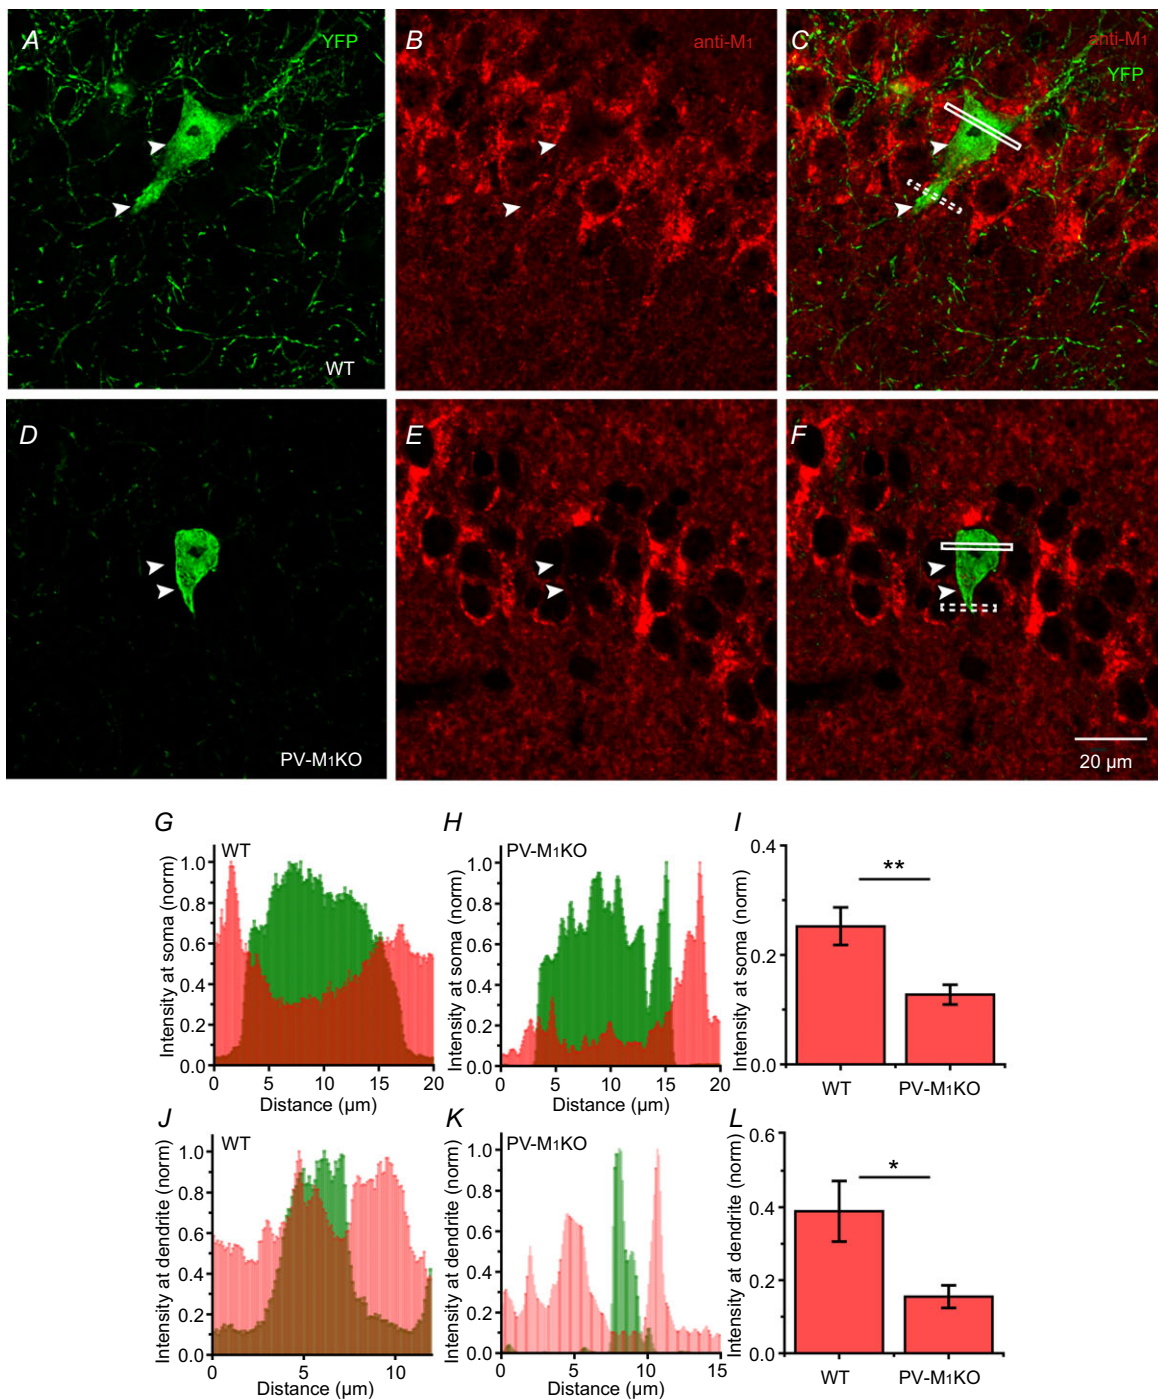 A
YFP
WT
B
anti-M1
C
anti-M1
YFP
D
PV-M1KO
E
F
20 µm
G
WT
Intensity at soma (norm)
1.0
0.8
0.6
0.4
0.2
0.0
0
5
10
15
20
Distance (µm)
H
PV-M1KO
Intensity at soma (norm)
1.0
0.8
0.6
0.4
0.2
0.0
0
5
10
15
20
Distance (µm)
I
**
Intensity at soma (norm)
0.4
0.2
0.0
WT
PV-M1KO
J
WT
Intensity at dendrite (norm)
1.0
0.8
0.6
0.4
0.2
0.0
0
5
10
Distance (µm)
K
PV-M1KO
Intensity at dendrite (norm)
1.0
0.8
0.6
0.4
0.2
0.0
0
5
10
15
Distance (µm)
L
*
Intensity at dendrite (norm)
0.6
0.4
0.2
0.0
WT
PV-M1KO